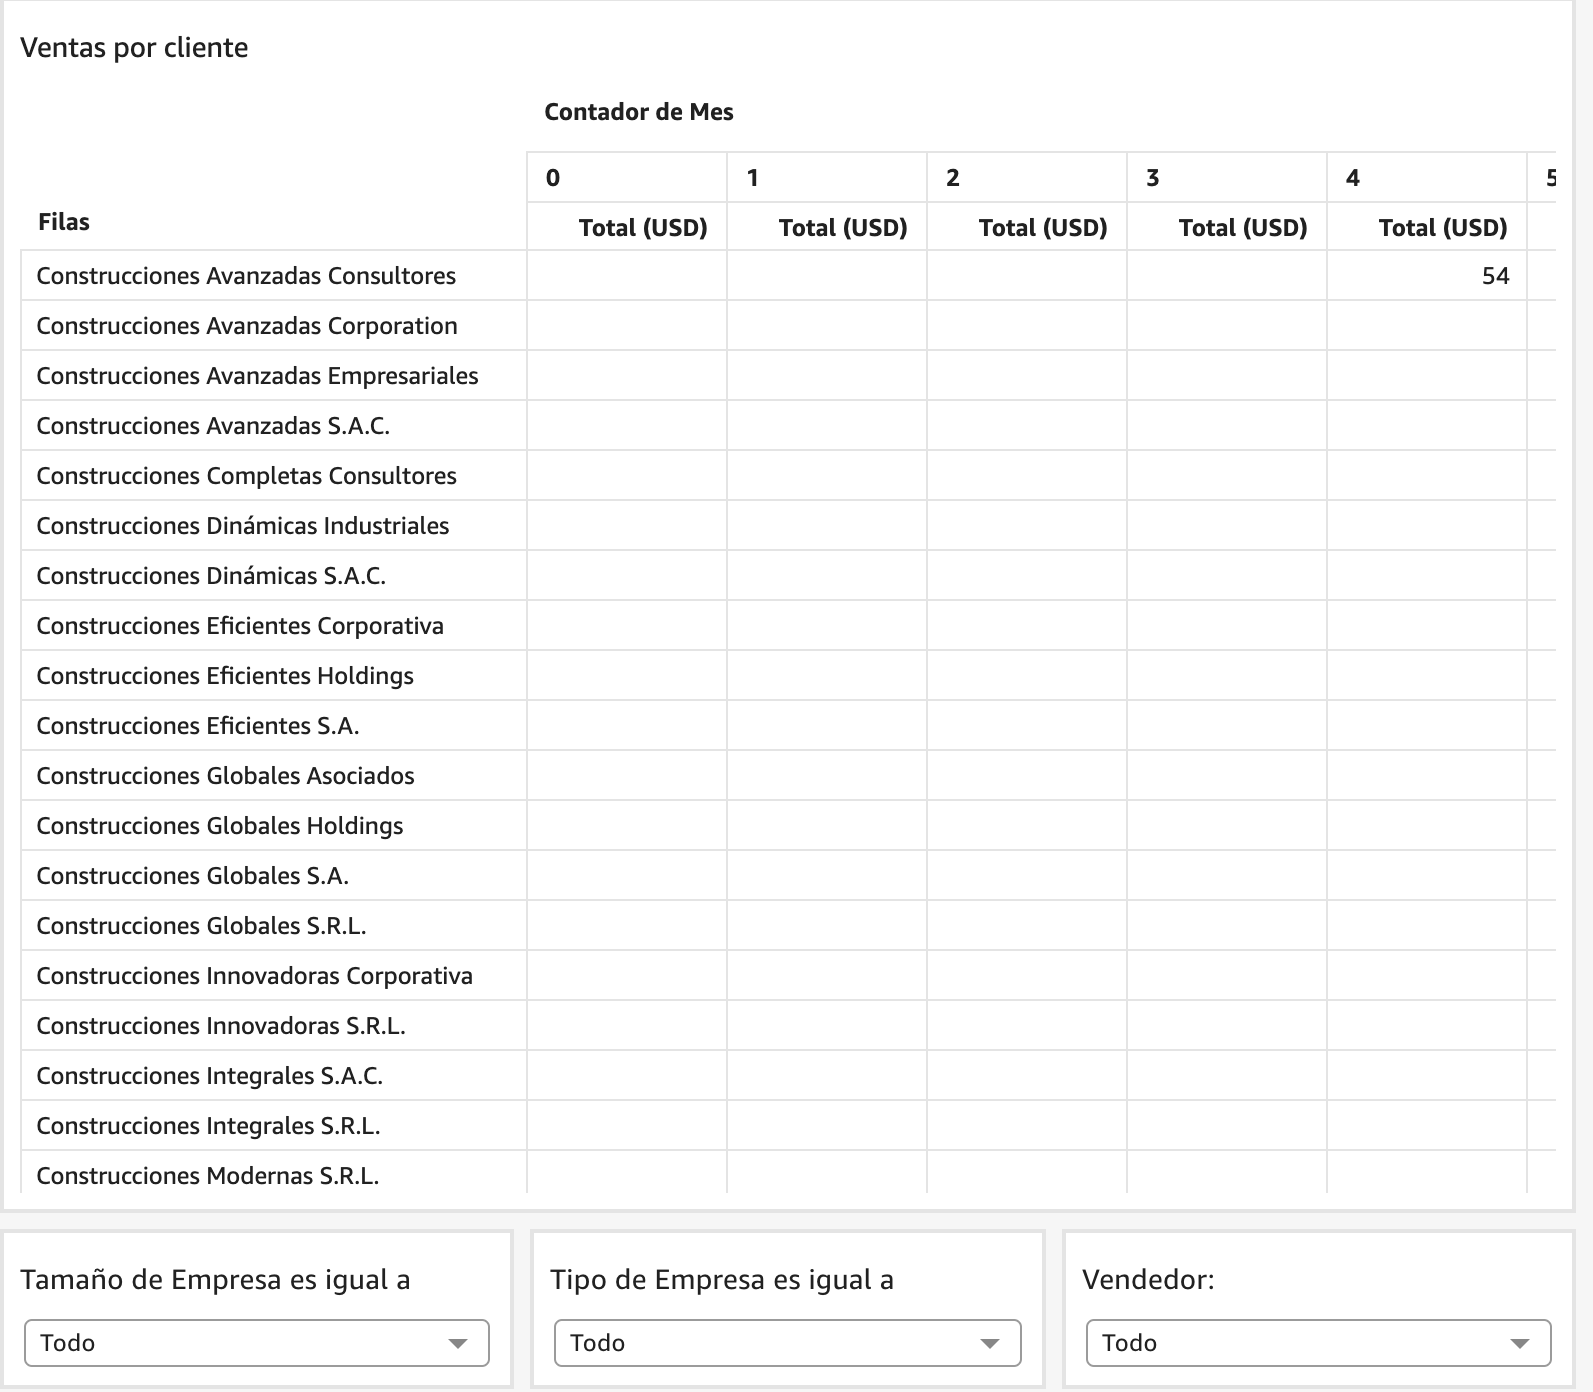 Ventas por cliente
Contador de Mes
0 1 2 3 4 5
Filas Total (USD) Total (USD) Total (USD) Total (USD) Total (USD)
Construcciones Avanzadas Consultores 54
Construcciones Avanzadas Corporation
Construcciones Avanzadas Empresariales
Construcciones Avanzadas S.A.C.
Construcciones Completas Consultores
Construcciones Dinámicas Industriales
Construcciones Dinámicas S.A.C.
Construcciones Eficientes Corporativa
Construcciones Eficientes Holdings
Construcciones Eficientes S.A.
Construcciones Globales Asociados
Construcciones Globales Holdings
Construcciones Globales S.A.
Construcciones Globales S.R.L.
Construcciones Innovadoras Corporativa
Construcciones Innovadoras S.R.L.
Construcciones Integrales S.A.C.
Construcciones Integrales S.R.L.
Construcciones Modernas S.R.L.
Tamaño de Empresa es igual a Tipo de Empresa es igual a Vendedor:
Todo Todo Todo